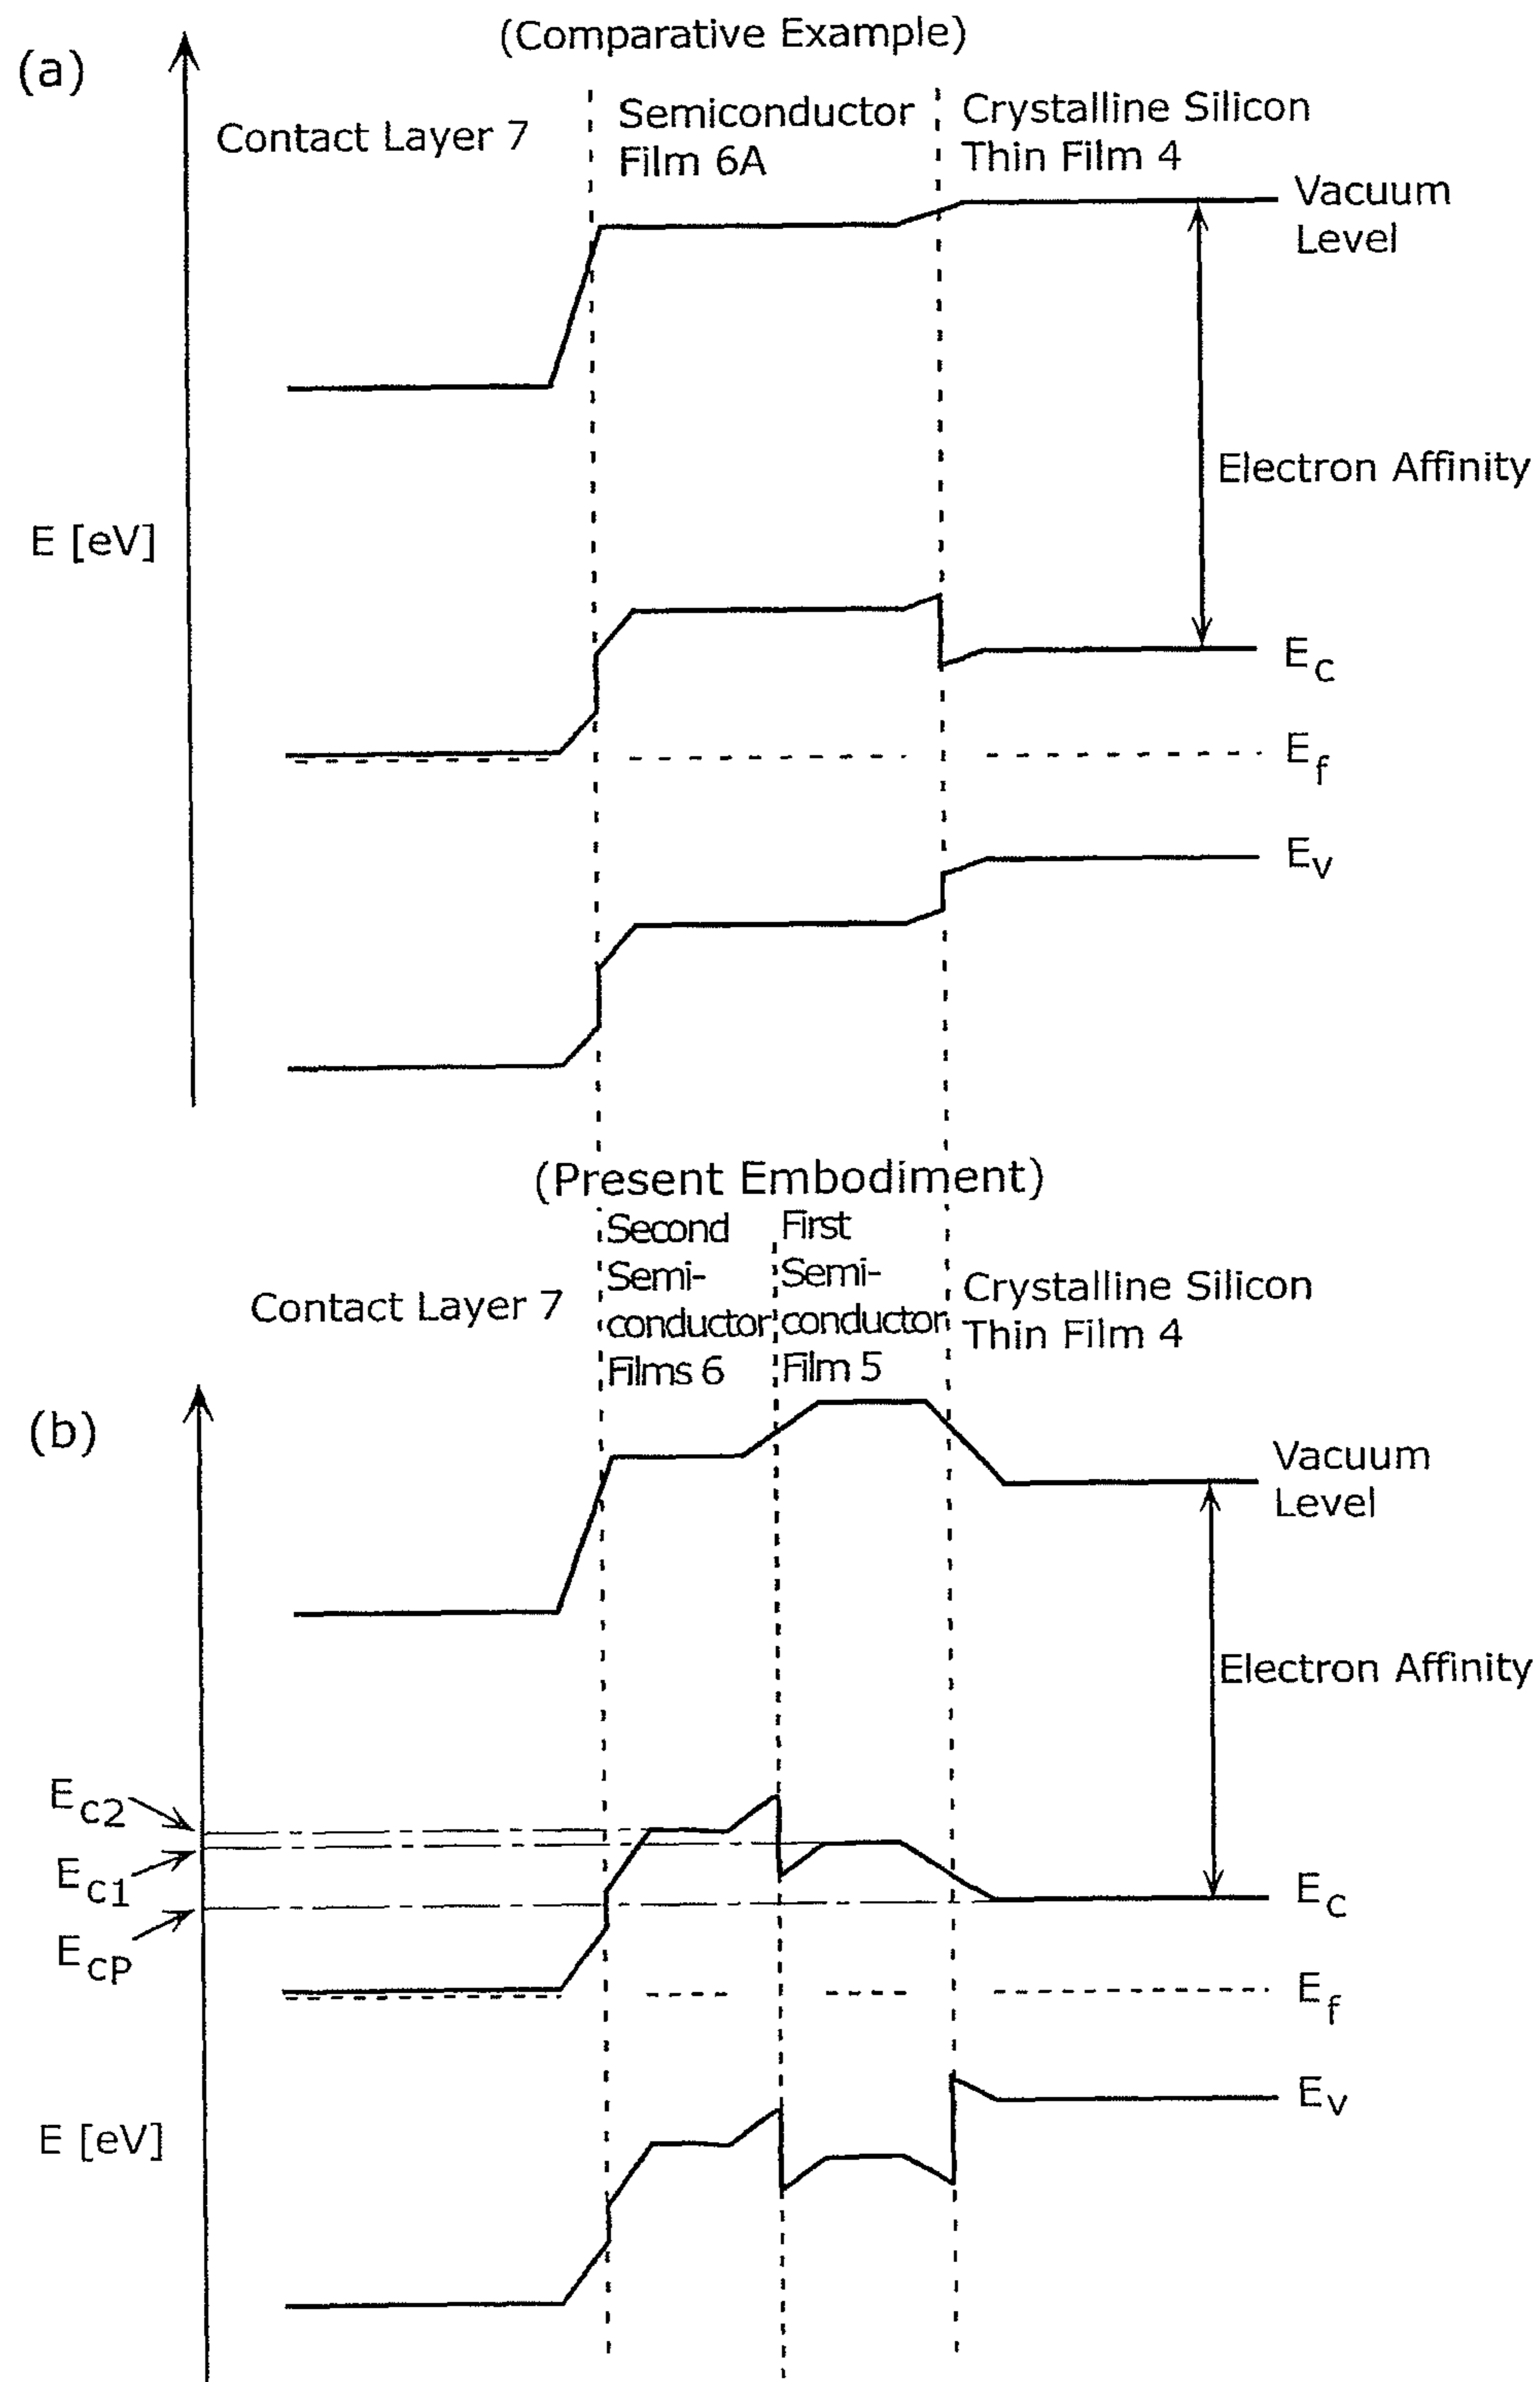 (Comparative Example)
(a)
Contact Layer 7
Semiconductor
Film 6A
Crystalline Silicon
Thin Film 4
Vacuum
Level
Electron Affinity
E [eV]
EC
Ef
EV
(Present Embodiment)
Contact Layer 7
Second
Semi-
conductor
Films 6
First
Semi-
conductor
Film 5
Crystalline Silicon
Thin Film 4
(b)
Vacuum
Level
Electron Affinity
EC2
EC1
ECP
EC
Ef
EV
E [eV]